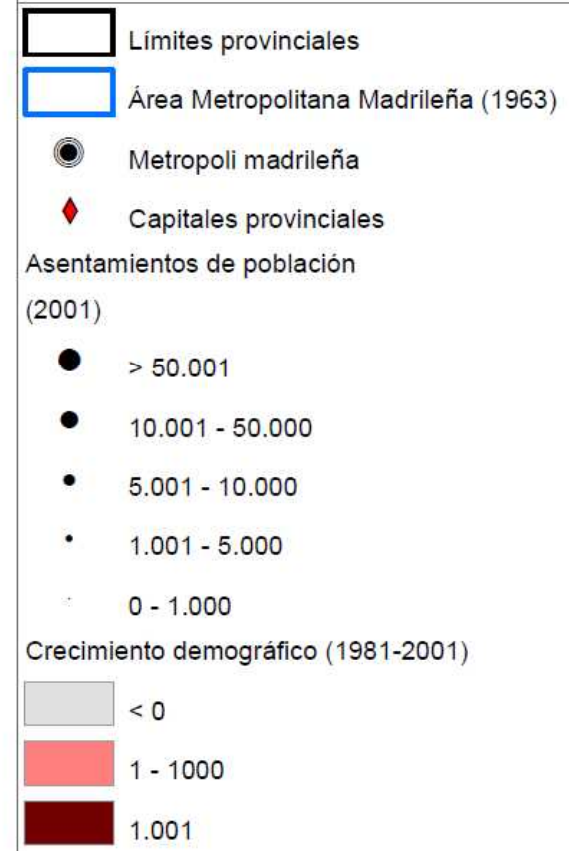 Límites provinciales
Área Metropolitana Madrileña (1963)
Metropoli madrileña
Capitales provinciales
Asentamientos de población
(2001)
> 50.001
10.001 - 50.000
5.001 - 10.000
1.001 - 5.000
0 - 1.000
Crecimiento demográfico (1981-2001)
< 0
1 - 1000
1.001